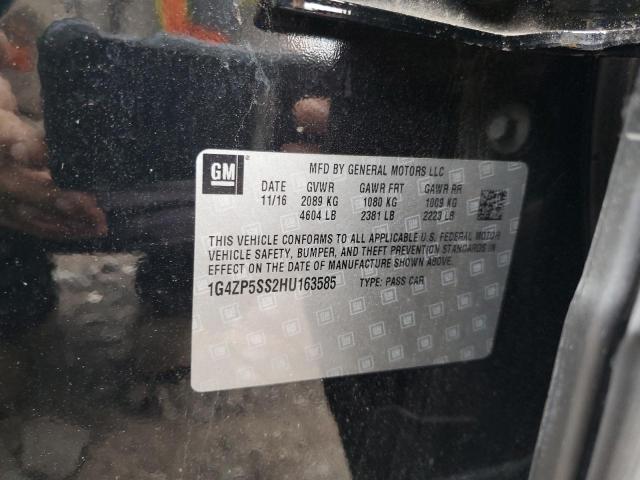 GM
MFD BY GENERAL MOTORS LLC
DATE GVWR GAWR FRT GAWR RR
11/16 2089 KG 1080 KG 1009 KG
4604 LB 2381 LB 2223 LB
THIS VEHICLE CONFORMS TO ALL APPLICABLE U.S. FEDERAL MOTOR
VEHICLE SAFETY, BUMPER, AND THEFT PREVENTION STANDARDS IN
EFFECT ON THE DATE OF MANUFACTURE SHOWN ABOVE.
1G4ZP5SS2HU163585 TYPE: PASS CAR